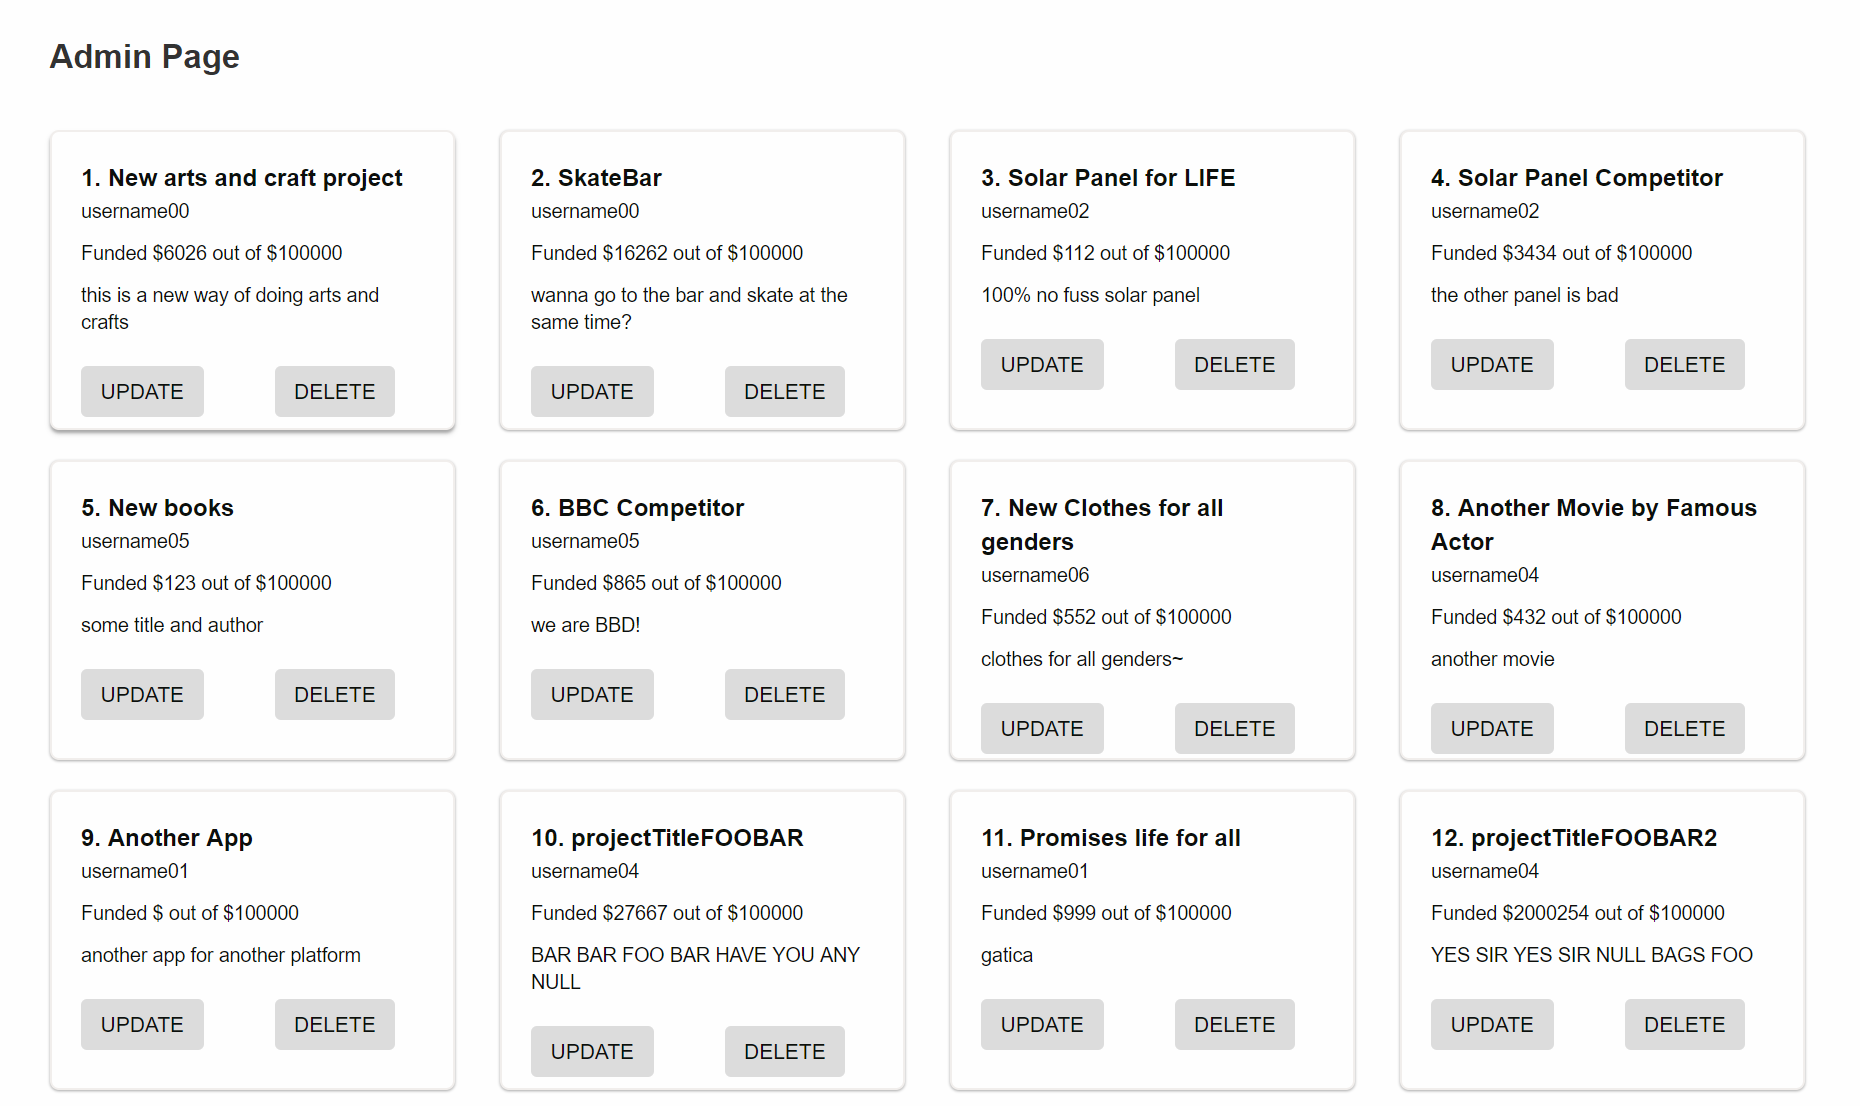 Admin Page
1. New arts and craft project
username00
Funded $6026 out of $100000
this is a new way of doing arts and
crafts
UPDATE
DELETE
2. SkateBar
username00
Funded $16262 out of $100000
wanna go to the bar and skate at the
same time?
UPDATE
DELETE
3. Solar Panel for LIFE
username02
Funded $112 out of $100000
100% no fuss solar panel
UPDATE
DELETE
4. Solar Panel Competitor
username02
Funded $3434 out of $100000
the other panel is bad
UPDATE
DELETE
5. New books
username05
Funded $123 out of $100000
some title and author
UPDATE
DELETE
6. BBC Competitor
username05
Funded $865 out of $100000
we are BBD!
UPDATE
DELETE
7. New Clothes for all
genders
username06
Funded $552 out of $100000
clothes for all genders~
UPDATE
DELETE
8. Another Movie by Famous
Actor
username04
Funded $432 out of $100000
another movie
UPDATE
DELETE
9. Another App
username01
Funded $ out of $100000
another app for another platform
UPDATE
DELETE
10. projectTitleFOOBAR
username04
Funded $27667 out of $100000
BAR BAR FOO BAR HAVE YOU ANY
NULL
UPDATE
DELETE
11. Promises life for all
username01
Funded $999 out of $100000
gatica
UPDATE
DELETE
12. projectTitleFOOBAR2
username04
Funded $2000254 out of $100000
YES SIR YES SIR NULL BAGS FOO
UPDATE
DELETE